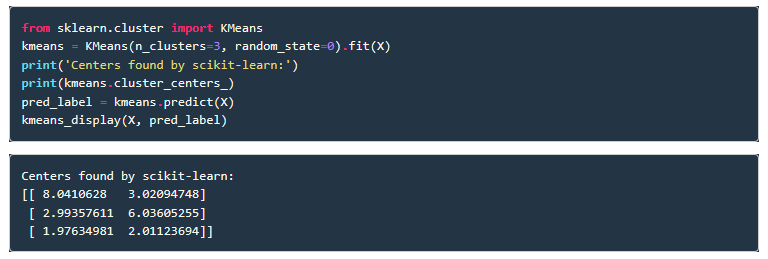 from sklearn.cluster import KMeans
kmeans = KMeans(n_clusters=3, random_state=0).fit(X)
print('Centers found by scikit-learn:')
print(kmeans.cluster_centers_)
pred_label = kmeans.predict(X)
kmeans_display(X, pred_label)
Centers found by scikit-learn:
[[ 8.0410628   3.02094748]
 [ 2.99357611  6.03605255]
 [ 1.97634981  2.01123694]]